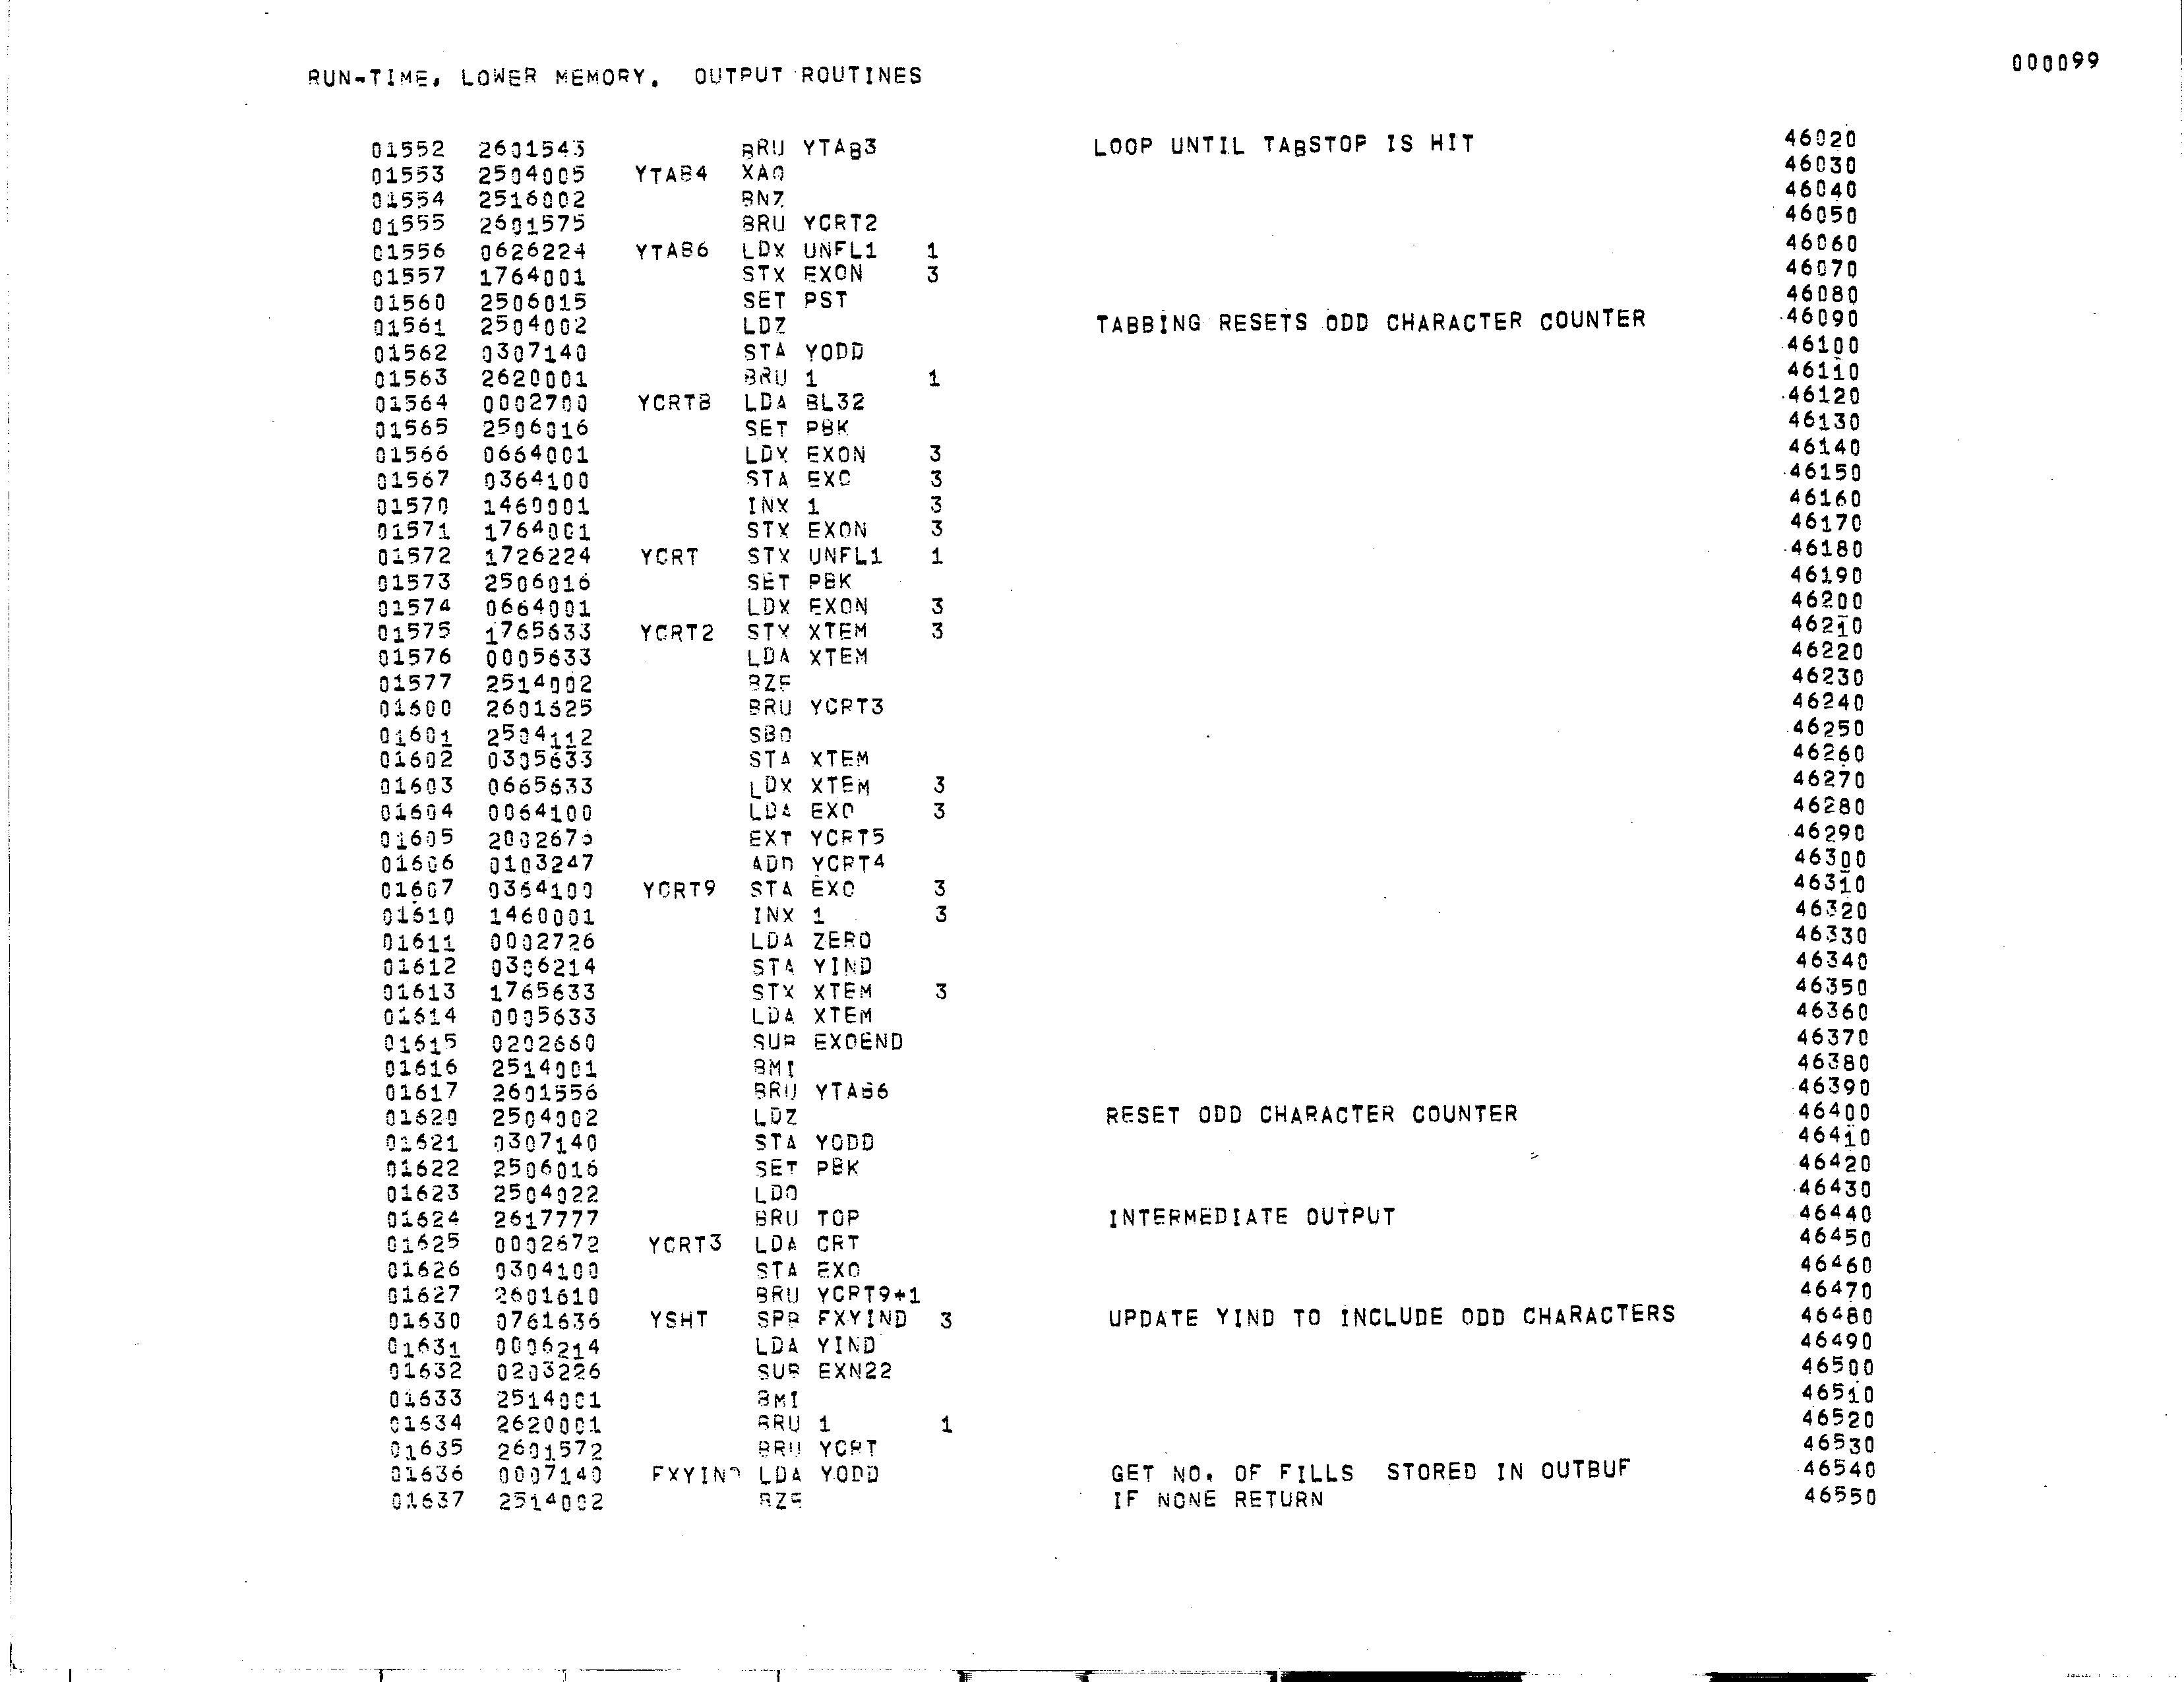 000099
RUN-TIME, LOWER MEMORY. OUTPUT ROUTINES
01552 2601543 BRU YTAB3 LOOP UNTIL TABSTOP IS HIT 46020
01553 2504005 YTAB4 XAQ 46030
01554 2516002 BNZ 46040
01555 2601575 BRU YCRT2 46050
01556 0626224 YTAB6 LDX UNFL1 1 46060
01557 1764001 STX EXON 3 46070
01560 2506015 SET PST 46080
01561 2504002 LDZ TABBING RESETS ODD CHARACTER COUNTER 46090
01562 0307140 STA YODD 46100
01563 2620001 BRU 1 1 46110
01564 0002700 YCRTB LDA BL32 46120
01565 2506016 SET PBK 46130
01566 0664001 LDX EXON 3 46140
01567 0364100 STA EXO 3 46150
01570 1460001 INX 1 3 46160
01571 1764001 STX EXON 3 46170
01572 1726224 YCRT STX UNFL1 1 46180
01573 2506016 SET PBK 46190
01574 0664001 LDX EXON 3 46200
01575 1765633 YCRT2 STX XTEM 3 46210
01576 0005633 LDA XTEM 46220
01577 2514002 BZE 46230
01600 2601625 BRU YCRT3 46240
01601 2504112 SBO 46250
01602 0305633 STA XTEM 46260
01603 0665633 LDX XTEM 3 46270
01604 0064100 LDA EXO 3 46280
01605 2002675 EXT YCRT5 46290
01606 0103247 ADD YCRT4 46300
01607 0364100 YCRT9 STA EXO 3 46310
01610 1460001 INX 1 3 46320
01611 0002726 LDA ZERO 46330
01612 0306214 STA YIND 46340
01613 1765633 STX XTEM 3 46350
01614 0005633 LDA XTEM 46360
01615 0202660 SUB EXOEND 46370
01616 2514001 BMI 46380
01617 2601556 BRU YTAB6 46390
01620 2504002 LDZ RESET ODD CHARACTER COUNTER 46400
01621 0307140 STA YODD 46410
01622 2506016 SET PBK 46420
01623 2504022 LDO 46430
01624 2617777 BRU TOP INTERMEDIATE OUTPUT 46440
01625 0002672 YCRT3 LDA CRT 46450
01626 0304100 STA EXO 46460
01627 2601610 BRU YCRT9+1 46470
01630 0761636 YSHT SPB FXYIND 3 UPDATE YIND TO INCLUDE ODD CHARACTERS 46480
01631 0006214 LDA YIND 46490
01632 0203226 SUB EXN22 46500
01633 2514001 BMI 46510
01634 2620001 BRU 1 1 46520
01635 2601572 BRU YCRT 46530
01636 0007140 FXYIND LDA YODD GET NO. OF FILLS STORED IN OUTBUF 46540
01637 2514002 BZE IF NONE RETURN 46550